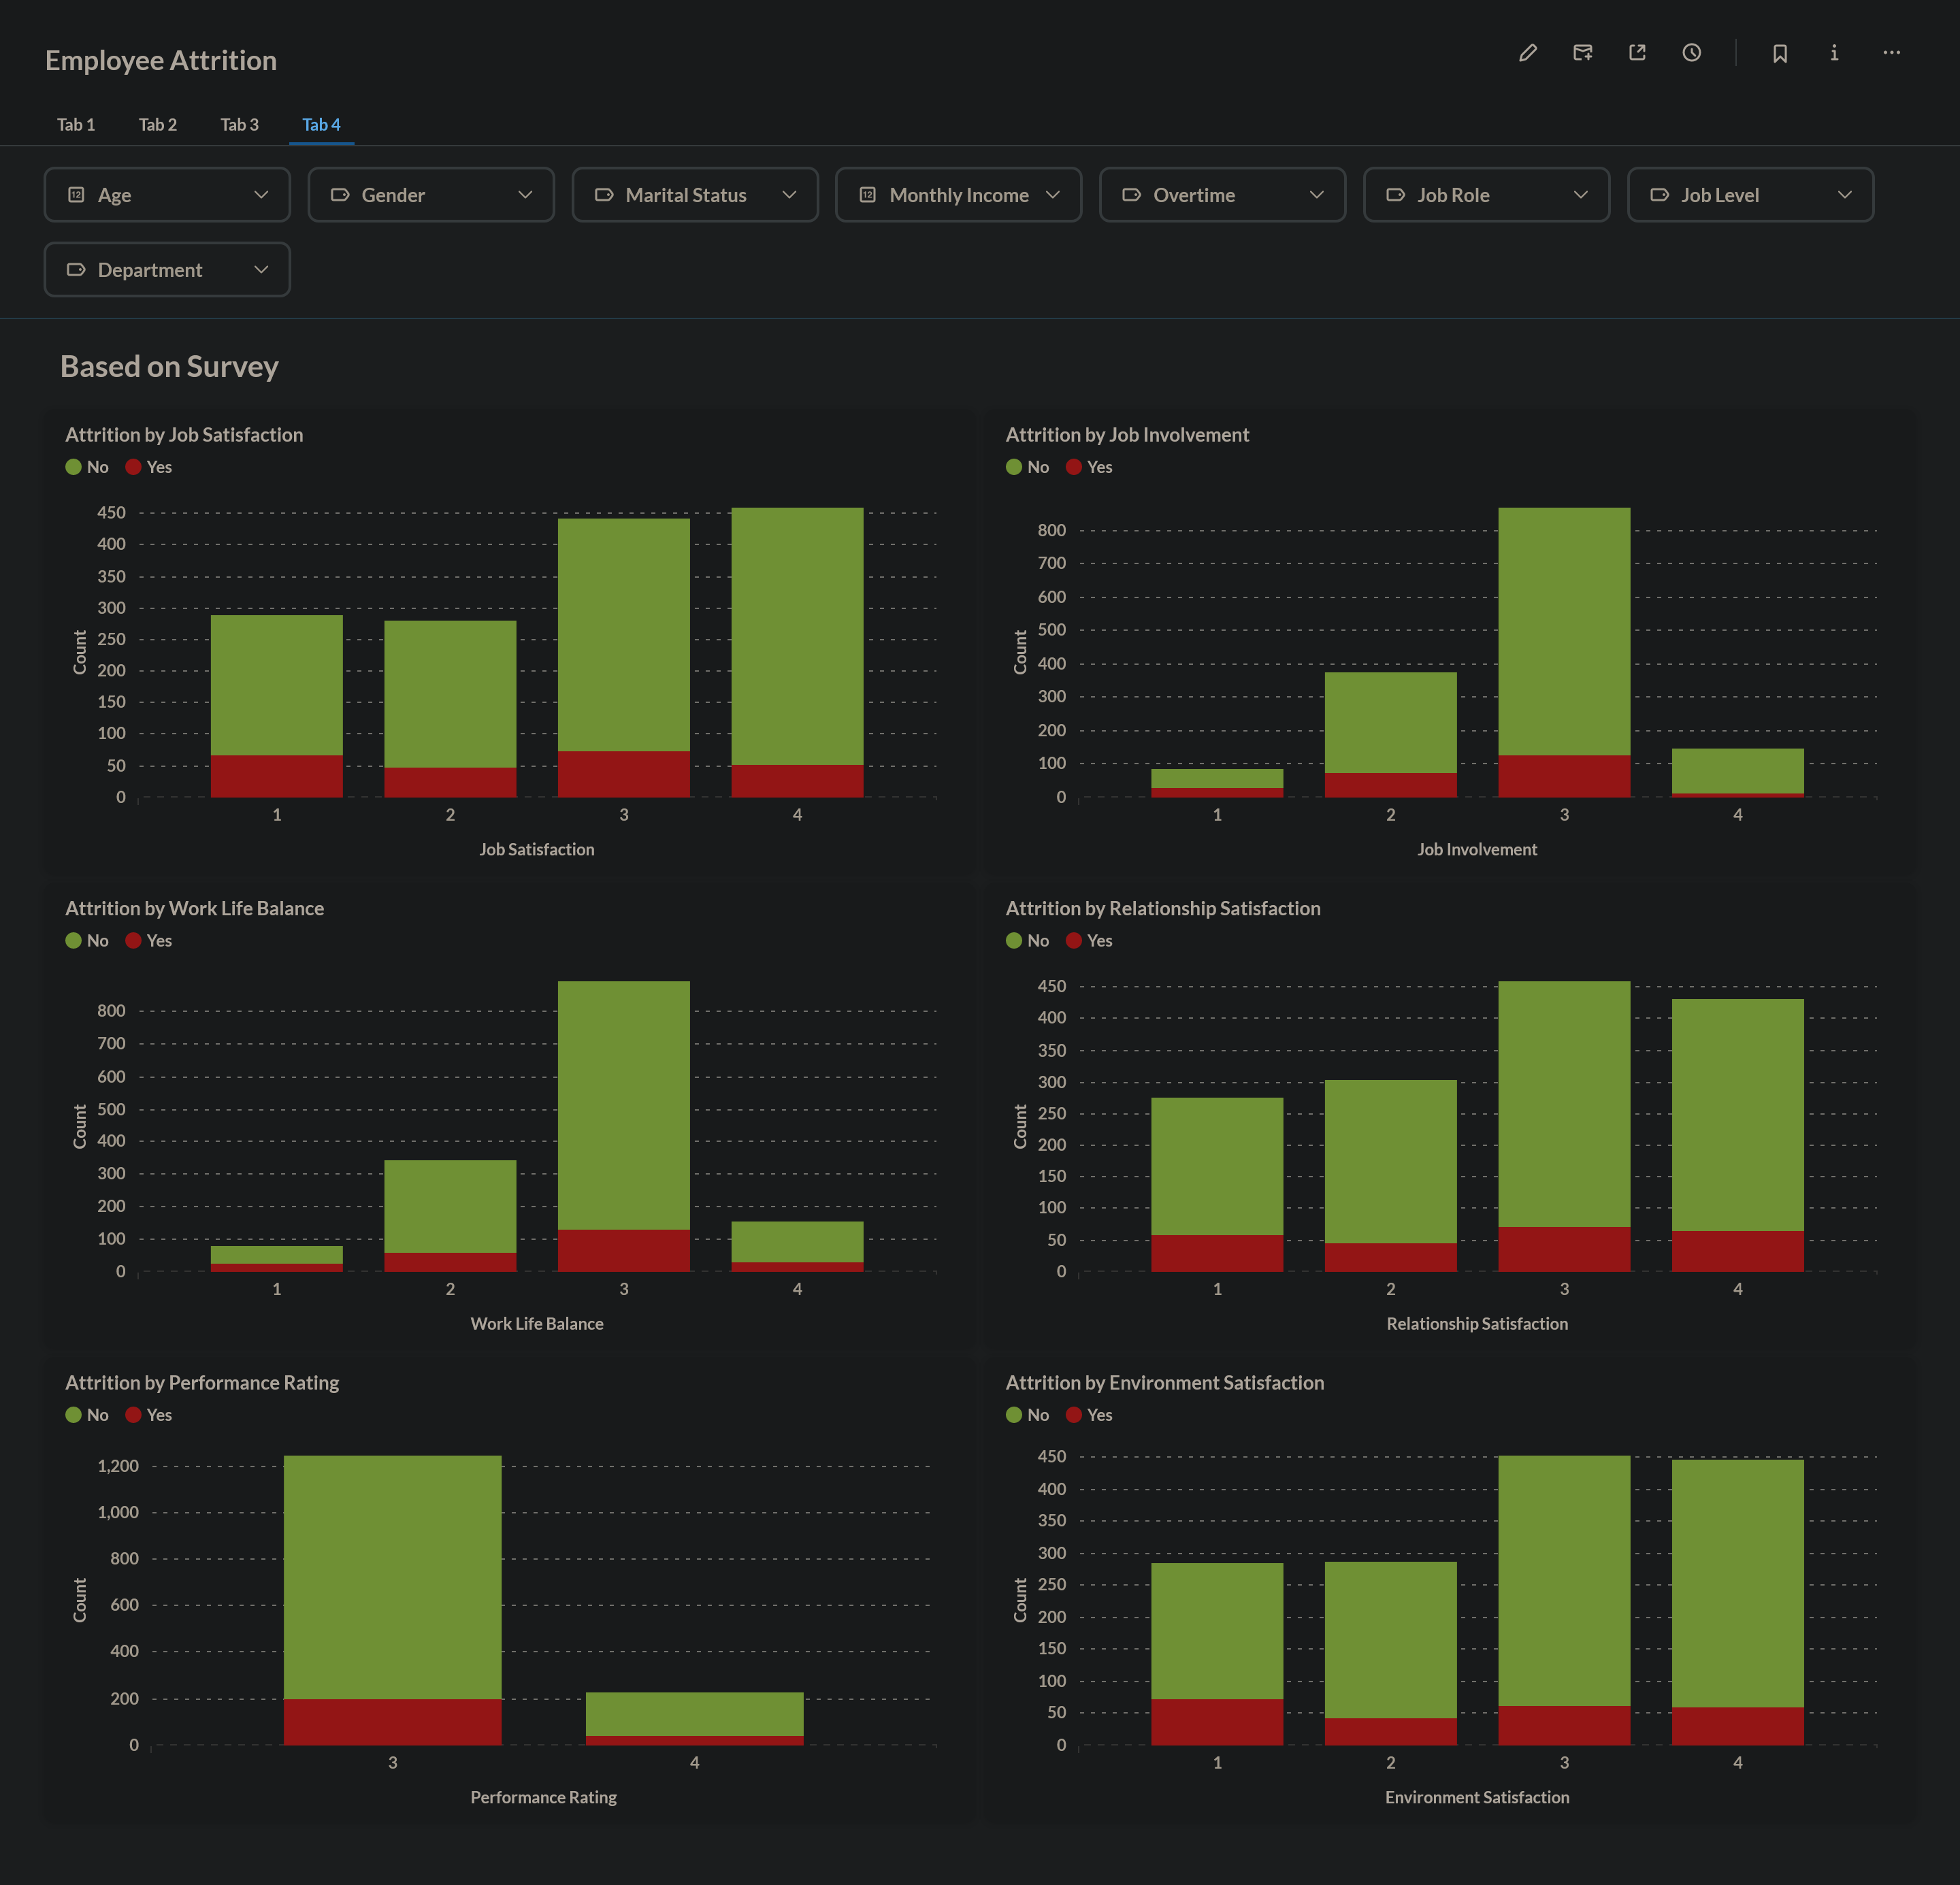 Employee Attrition
Tab 1 Tab 2 Tab 3 Tab 4
12 Age Gender Marital Status 12 Monthly Income Overtime Job Role Job Level
Department
Based on Survey
Attrition by Job Satisfaction
No Yes
450
400
350
300
250
200
150
100
50
0
Count
1 2 3 4
Job Satisfaction
Attrition by Job Involvement
No Yes
800
700
600
500
400
300
200
100
0
Count
1 2 3 4
Job Involvement
Attrition by Work Life Balance
No Yes
800
700
600
500
400
300
200
100
0
Count
1 2 3 4
Work Life Balance
Attrition by Relationship Satisfaction
No Yes
450
400
350
300
250
200
150
100
50
0
Count
1 2 3 4
Relationship Satisfaction
Attrition by Performance Rating
No Yes
1,200
1,000
800
600
400
200
0
Count
3 4
Performance Rating
Attrition by Environment Satisfaction
No Yes
450
400
350
300
250
200
150
100
50
0
Count
1 2 3 4
Environment Satisfaction